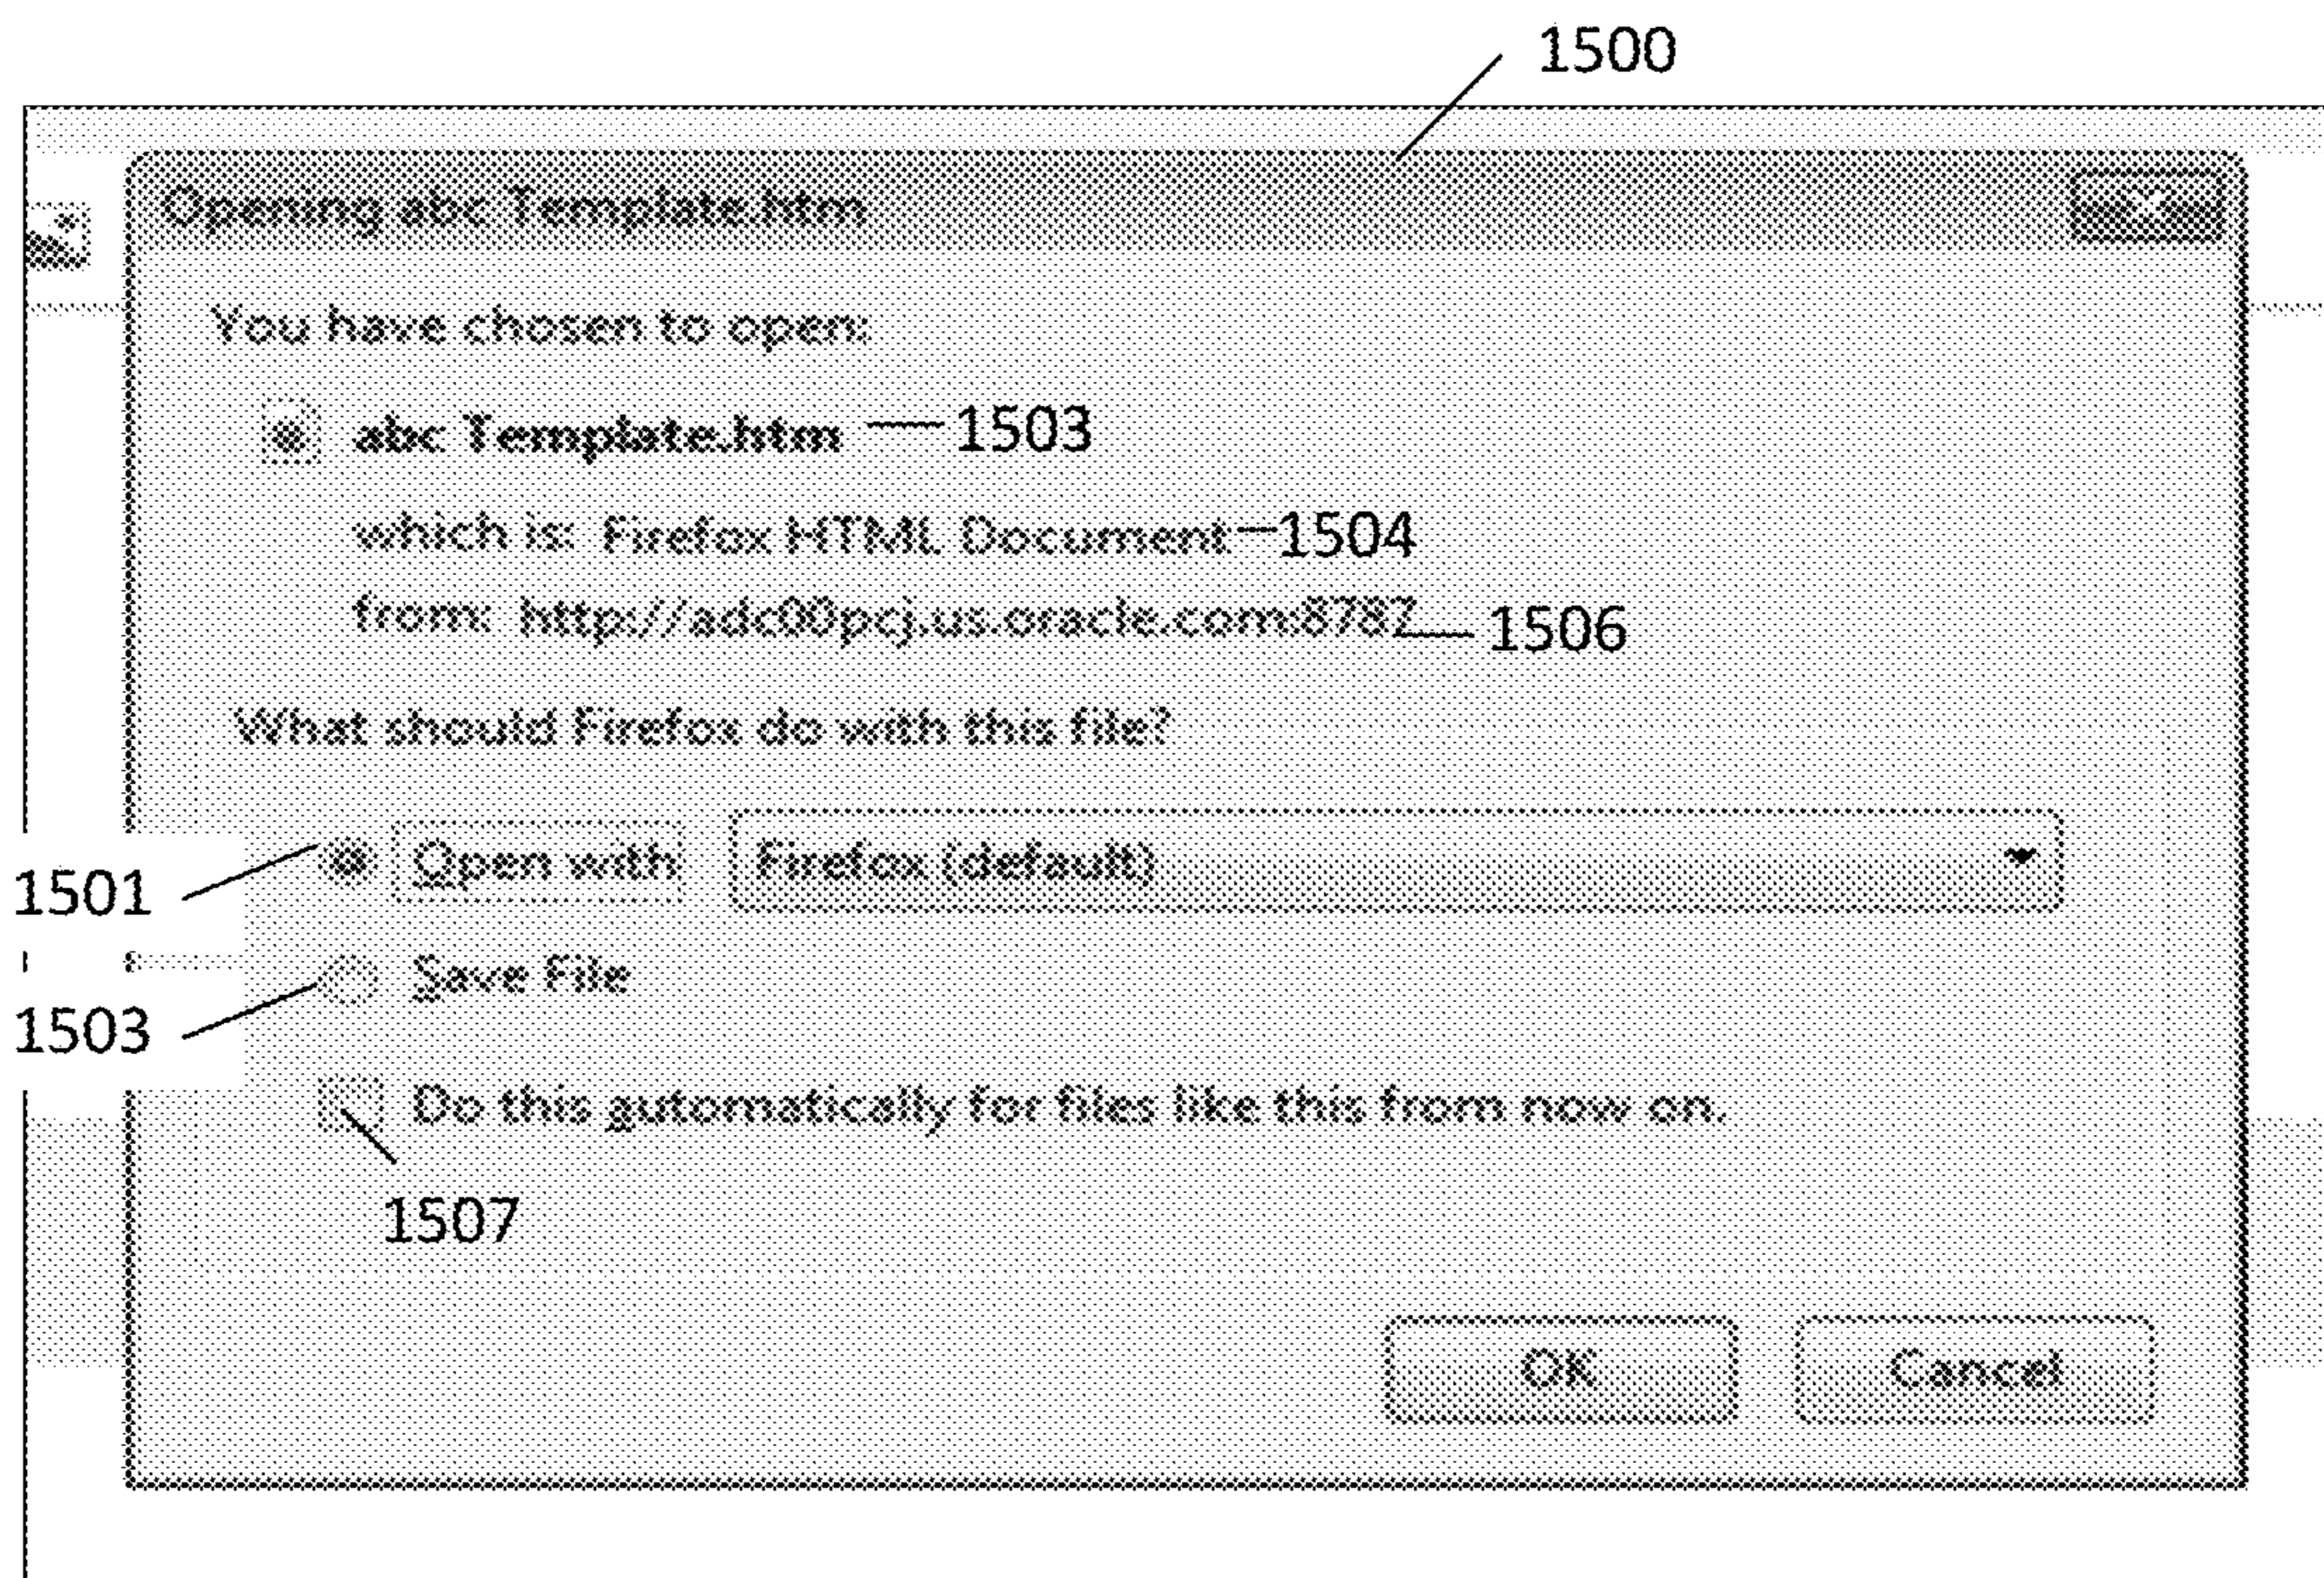 1500
Opening abc Template.htm
You have chosen to open:
abc Template.htm 1503
which is: Firefox HTML Document 1504
from: http://adc00pcj.us.oracle.com:8787 1506
What should Firefox do with this file?
1501 Open with Firefox (default)
1503 Save File
Do this automatically for files like this from now on.
1507
OK Cancel